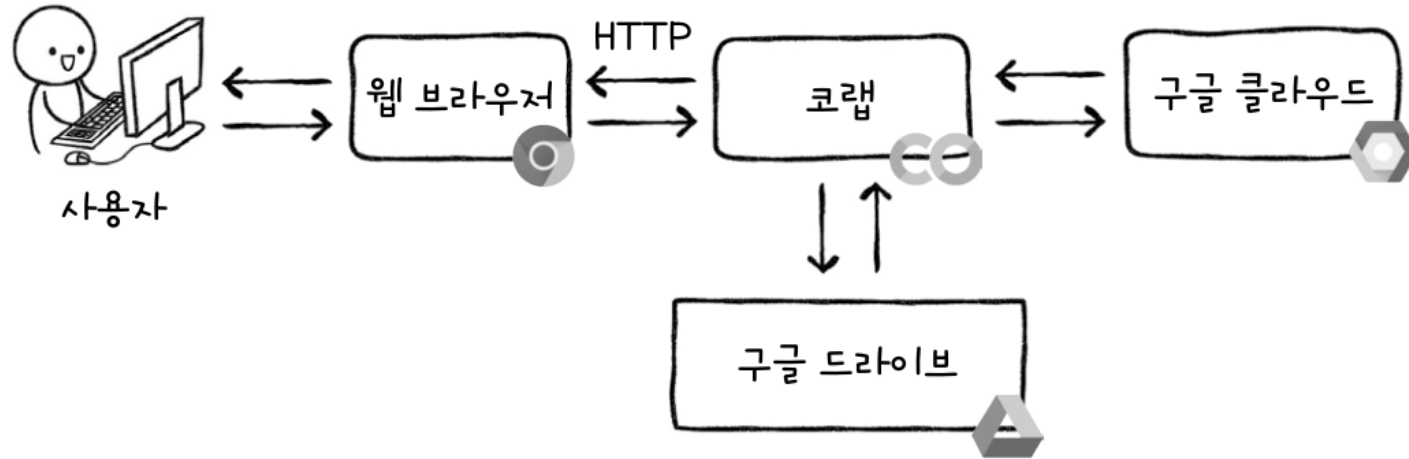 HTTP
웹 브라우저
코랩
구글 클라우드
사용자
구글 드라이브